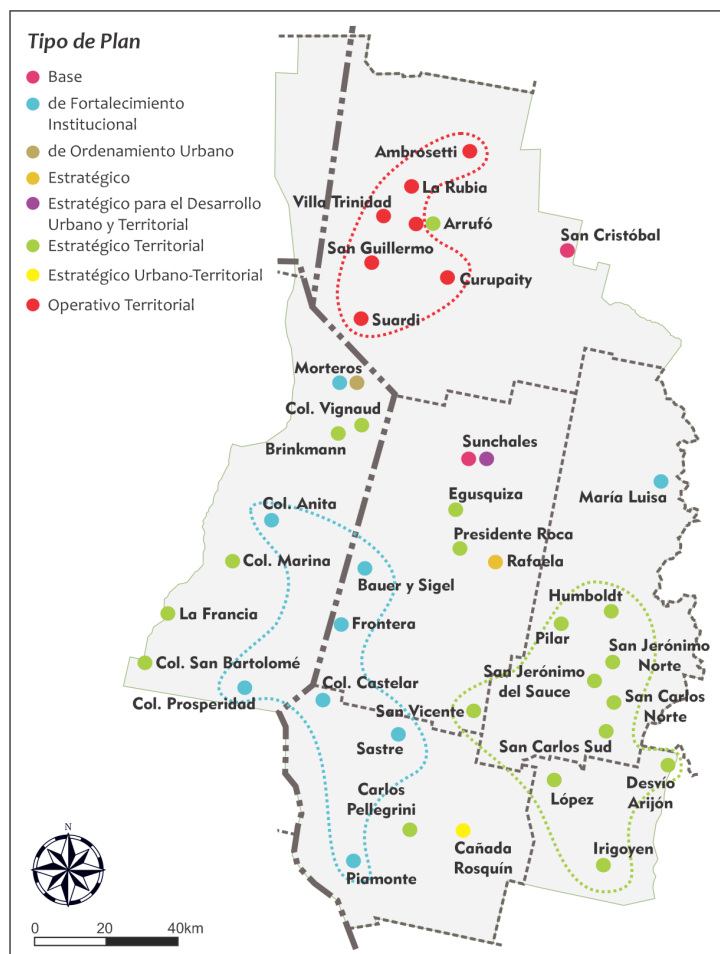 Tipo de Plan
Base
de Fortalecimiento
Institucional
de Ordenamiento Urbano
Estratégico
Estratégico para el Desarrollo
Urbano y Territorial
Estratégico Territorial
Estratégico Urbano-Territorial
Operativo Territorial
Ambrosetti
La Rubia
Villa Trinidad
Arrufó
San Cristóbal
San Guillermo
Curupaity
Suardi
Morteros
Col. Vignaud
Brinkmann
Sunchales
María Luisa
Egusquiza
Col. Anita
Presidente Roca
Rafaela
Col. Marina
Bauer y Sigel
Humboldt
La Francia
Frontera
Pilar
San Jerónimo
Norte
Col. San Bartolomé
San Jerónimo
del Sauce
Col. Castelar
Col. Prosperidad
San Carlos
Norte
San Vicente
Sastre
San Carlos Sud
Desvío
Arijón
Carlos
Pellegrini
López
Cañada
Rosquín
Irigoyen
Piamonte
N
0 20 40km